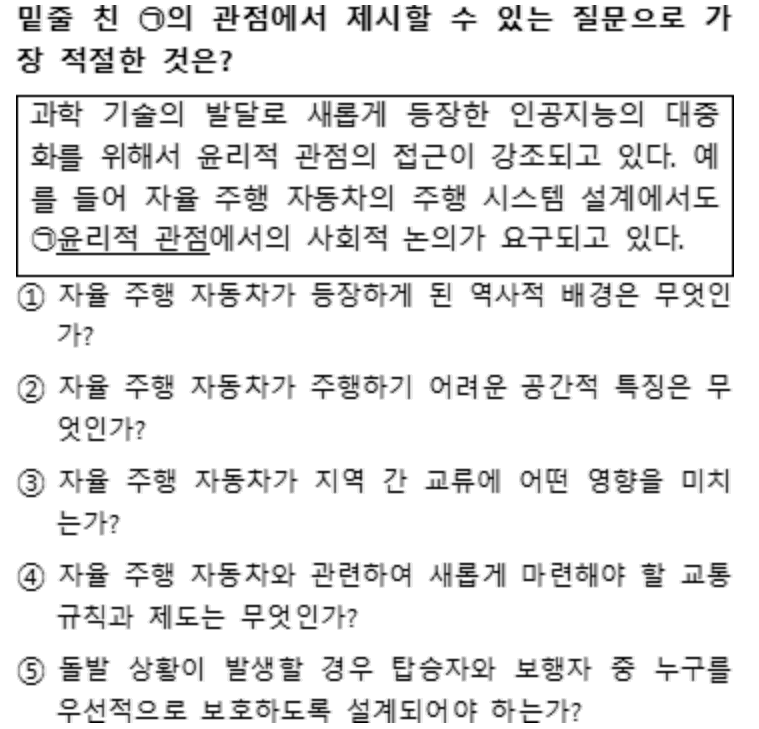 밑줄 친 ㉠의 관점에서 제시할 수 있는 질문으로 가
장 적절한 것은?
과학 기술의 발달로 새롭게 등장한 인공지능의 대중
화를 위해서 윤리적 관점의 접근이 강조되고 있다. 예
를 들어 자율 주행 자동차의 주행 시스템 설계에서도
㉠윤리적 관점에서의 사회적 논의가 요구되고 있다.
① 자율 주행 자동차가 등장하게 된 역사적 배경은 무엇인
가?
② 자율 주행 자동차가 주행하기 어려운 공간적 특징은 무
엇인가?
③ 자율 주행 자동차가 지역 간 교류에 어떤 영향을 미치
는가?
④ 자율 주행 자동차와 관련하여 새롭게 마련해야 할 교통
규칙과 제도는 무엇인가?
⑤ 돌발 상황이 발생할 경우 탑승자와 보행자 중 누구를
우선적으로 보호하도록 설계되어야 하는가?